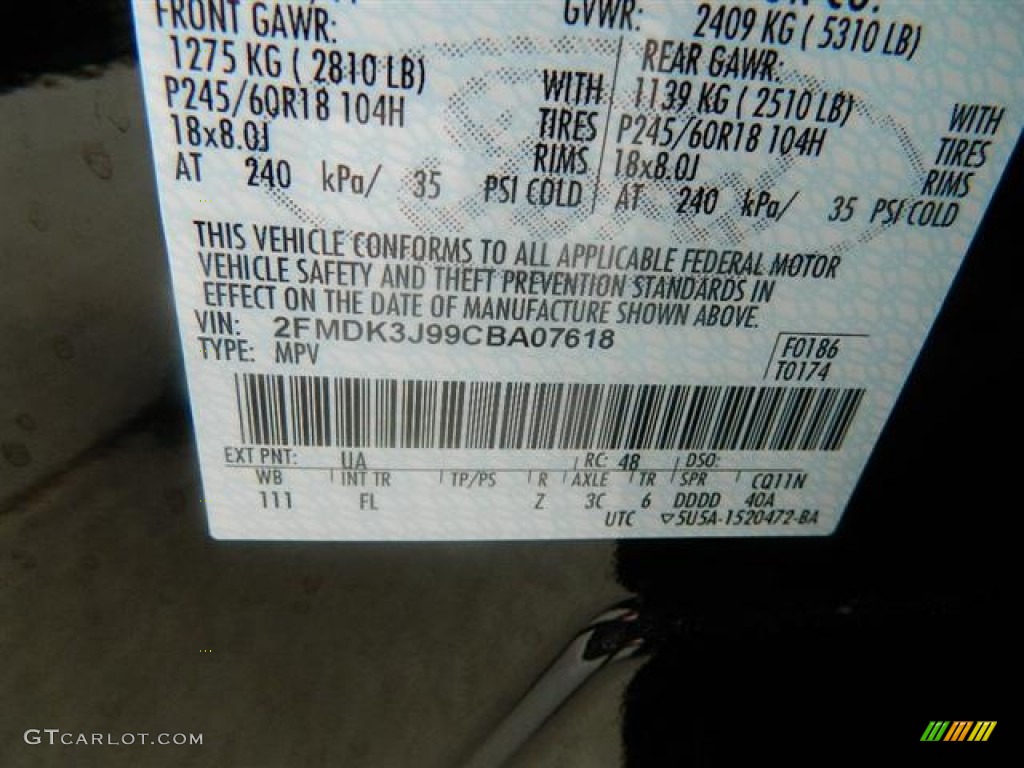 FRONT GAWR: GVWR: 2409 KG ( 5310 LB)
1275 KG ( 2810 LB) REAR GAWR:
P245/60R18 104H WITH 1139 KG ( 2510 LB) WITH
18x8.0J TIRES P245/60R18 104H TIRES
RIMS 18x8.0J RIMS
AT 240 kPa/ 35 PSI COLD AT 240 kPa/ 35 PSI COLD
THIS VEHICLE CONFORMS TO ALL APPLICABLE FEDERAL MOTOR
VEHICLE SAFETY AND THEFT PREVENTION STANDARDS IN
EFFECT ON THE DATE OF MANUFACTURE SHOWN ABOVE.
VIN: 2FMDK3J99CBA07618
TYPE: MPV
F0186
T0174
EXT PNT: UA RC: 48 DSO:
WB INT TR TP/PS R AXLE TR SPR CQ11N
111 FL Z 3C 6 DDDD 40A
UTC ▽5U5A-1520472-BA
GTCARLOT.COM